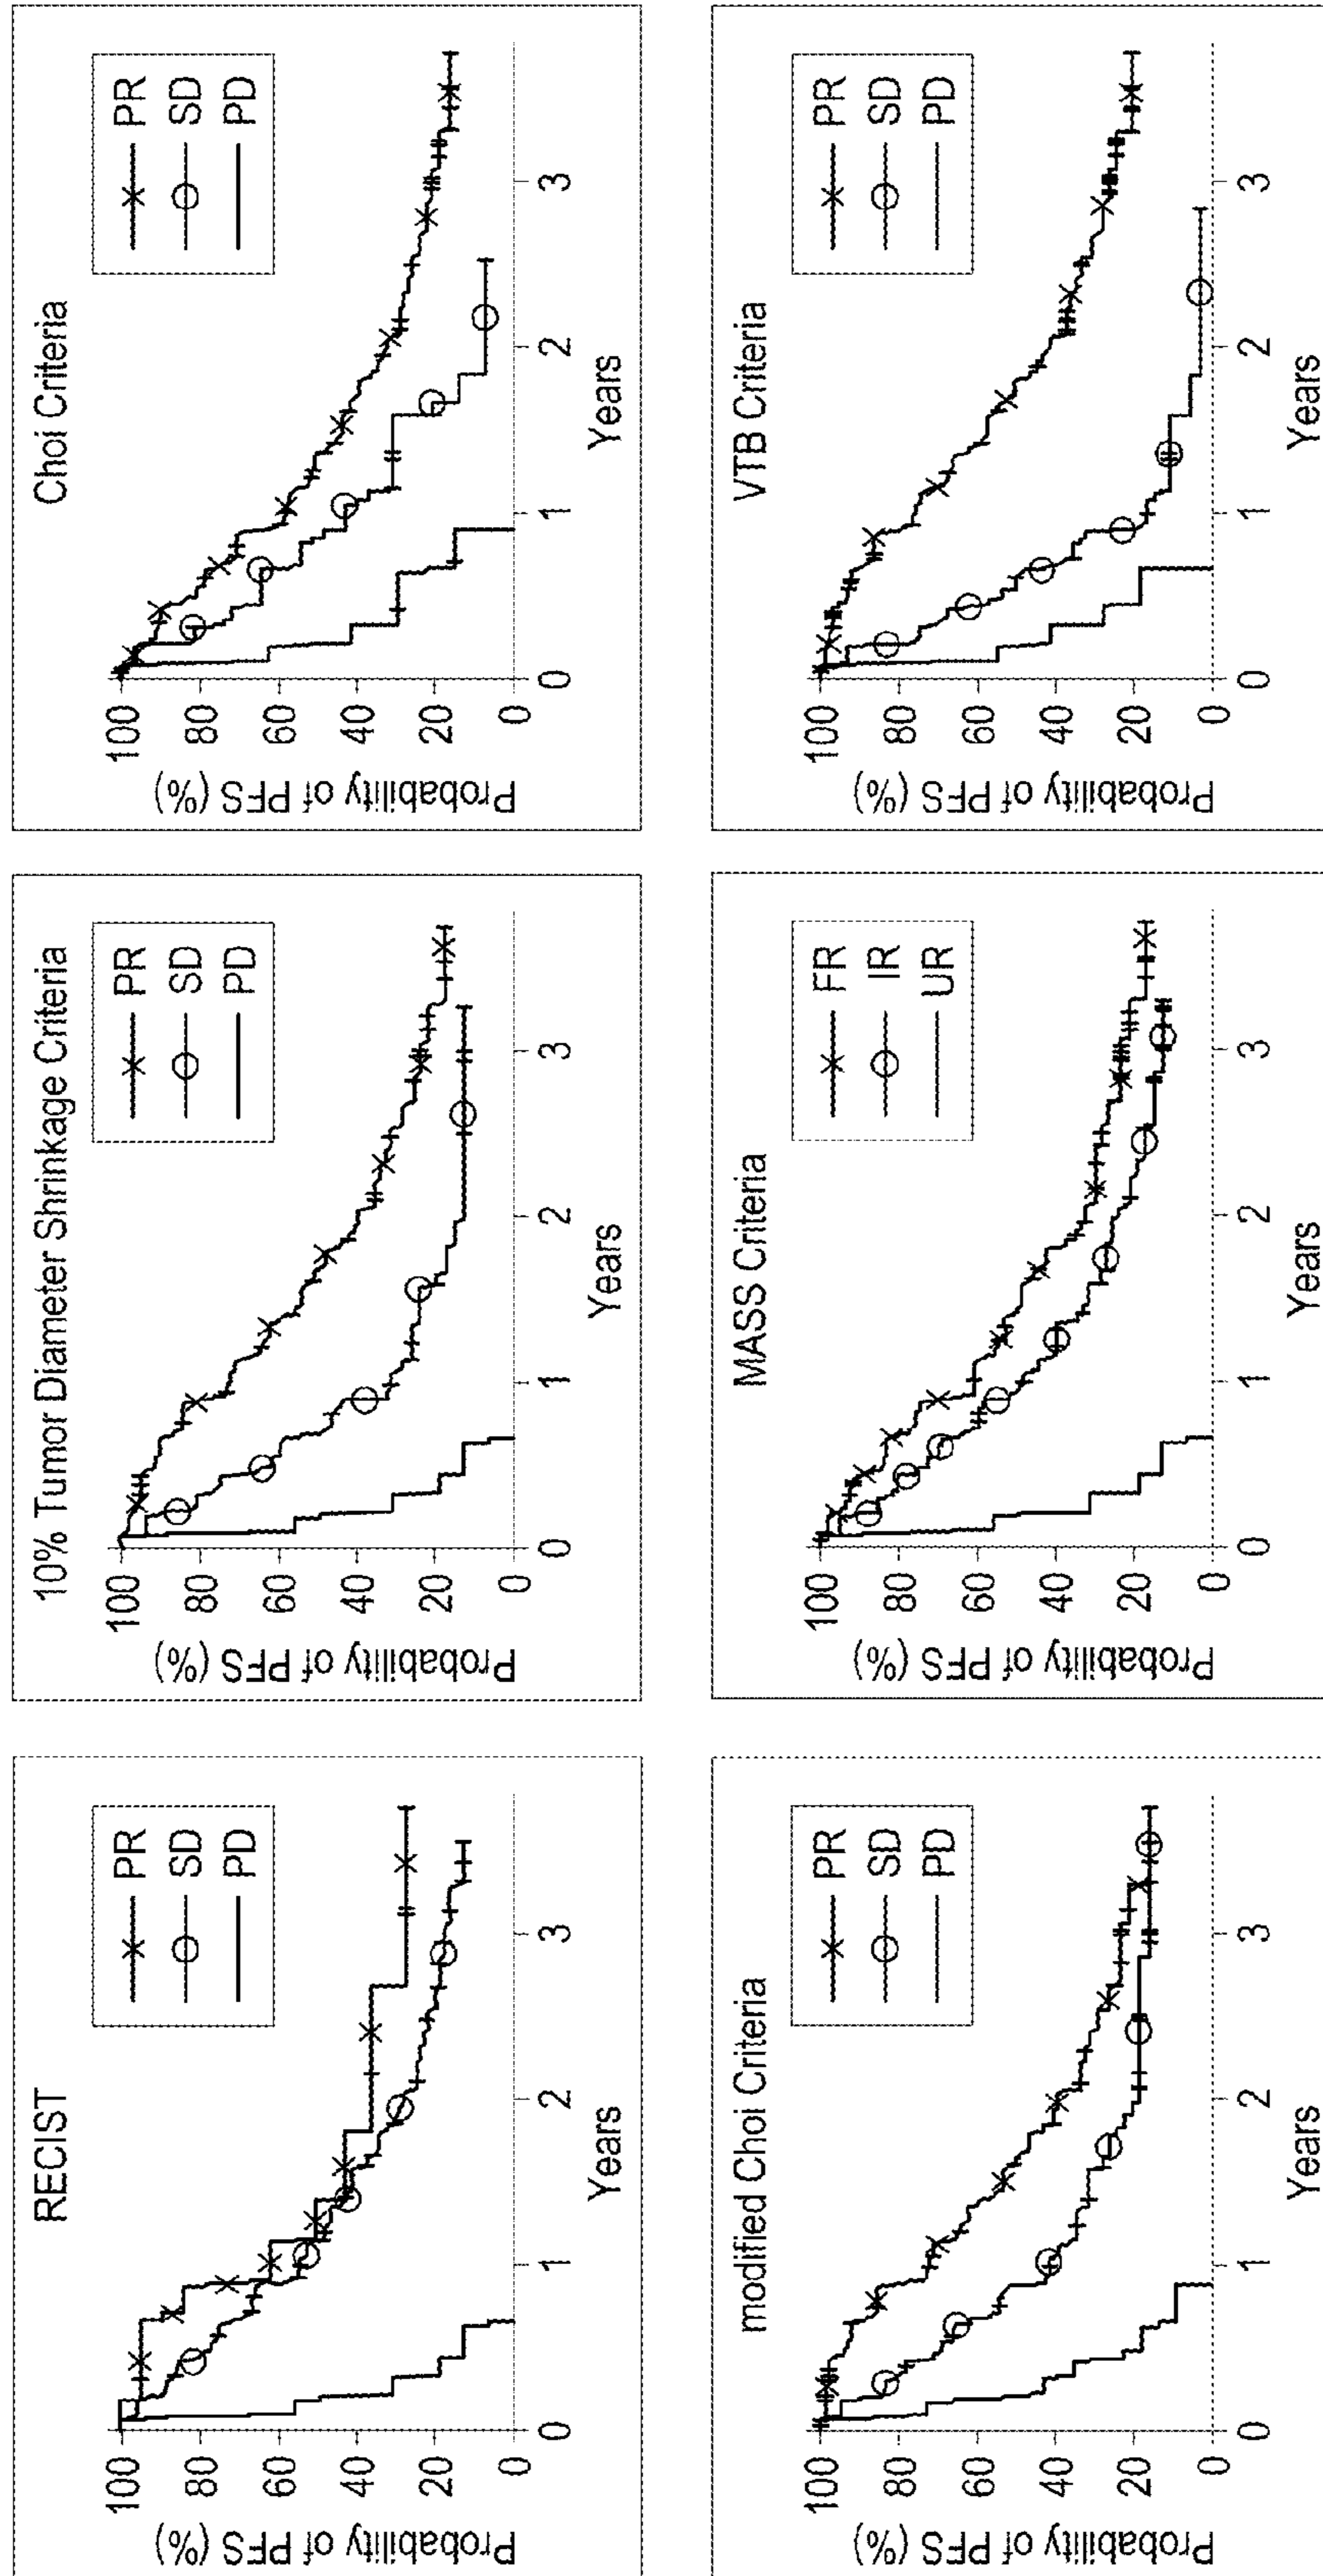 RECIST
Probability of PFS (%)
100
80
60
40
20
0
0 1 2 3
Years
PR
SD
PD
10% Tumor Diameter Shrinkage Criteria
Probability of PFS (%)
100
80
60
40
20
0
0 1 2 3
Years
PR
SD
PD
Choi Criteria
Probability of PFS (%)
100
80
60
40
20
0
0 1 2 3
Years
PR
SD
PD
modified Choi Criteria
Probability of PFS (%)
100
80
60
40
20
0
0 1 2 3
Years
PR
SD
PD
MASS Criteria
Probability of PFS (%)
100
80
60
40
20
0
0 1 2 3
Years
FR
IR
UR
VTB Criteria
Probability of PFS (%)
100
80
60
40
20
0
0 1 2 3
Years
PR
SD
PD